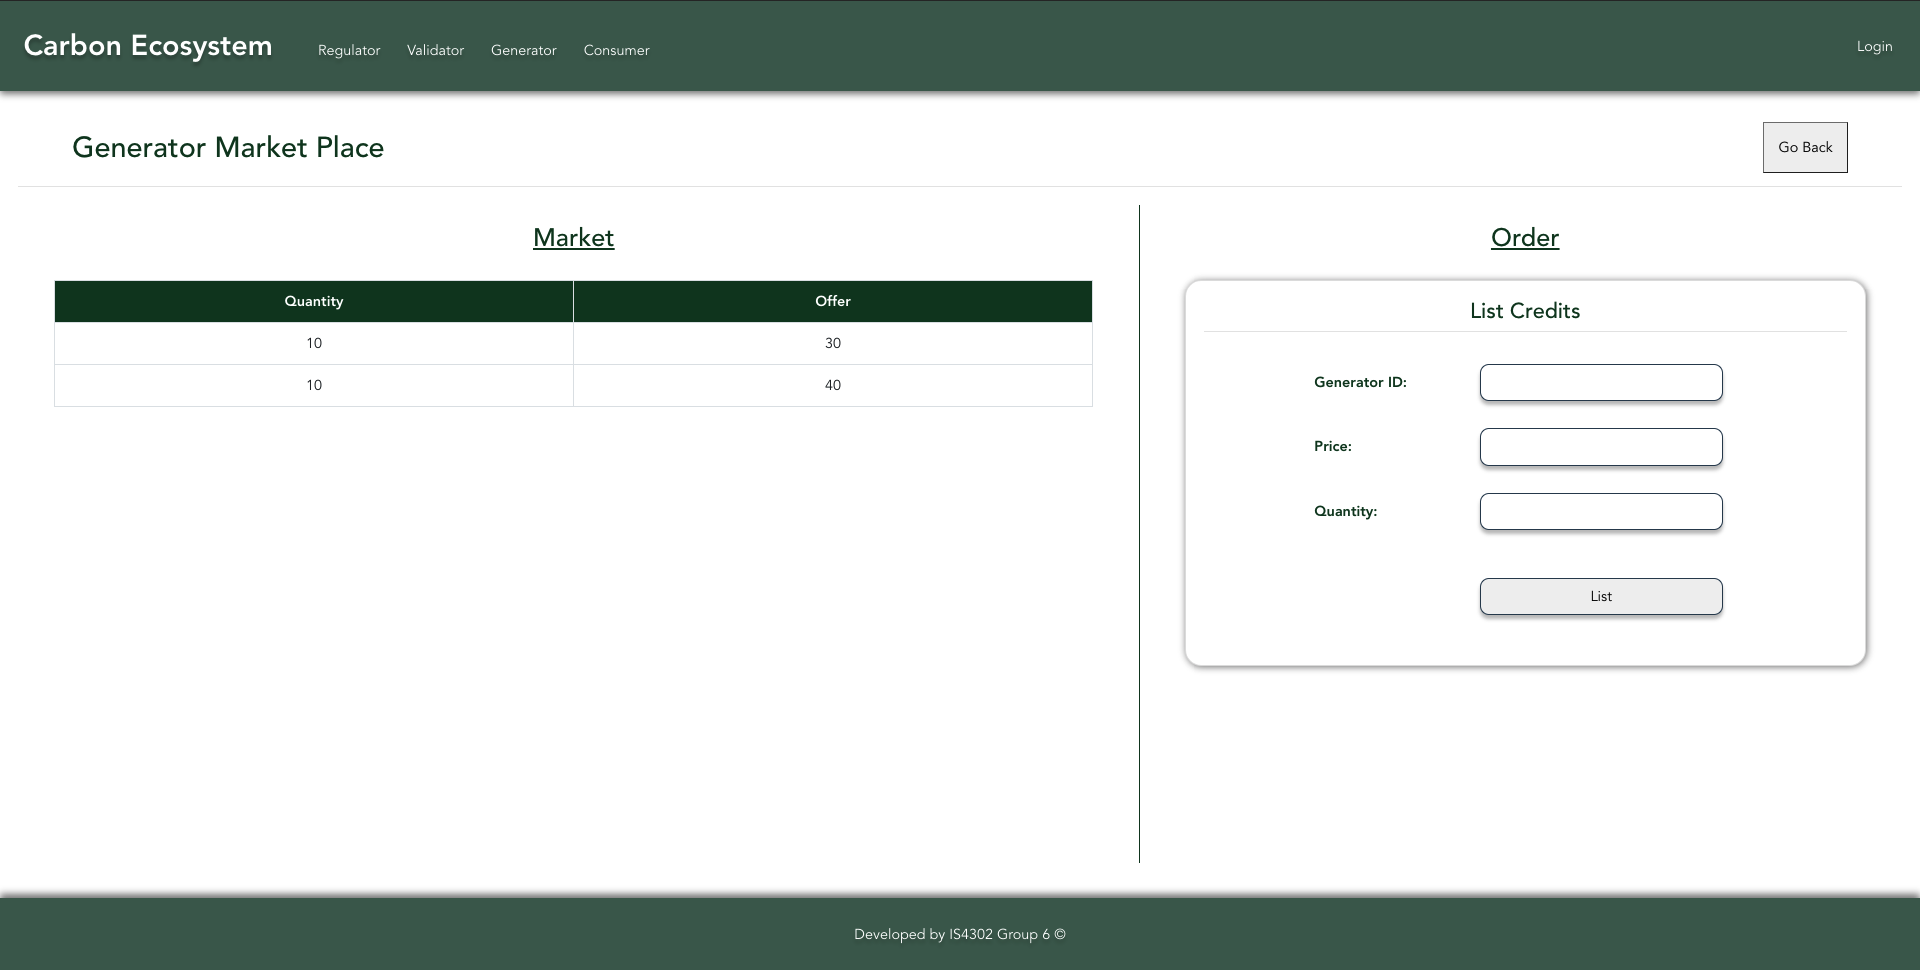 Carbon Ecosystem Regulator Validator Generator Consumer Login
Generator Market Place Go Back
Market
Quantity Offer
10 30
10 40
Order
List Credits
Generator ID:
Price:
Quantity:
List
Developed by IS4302 Group 6 ©